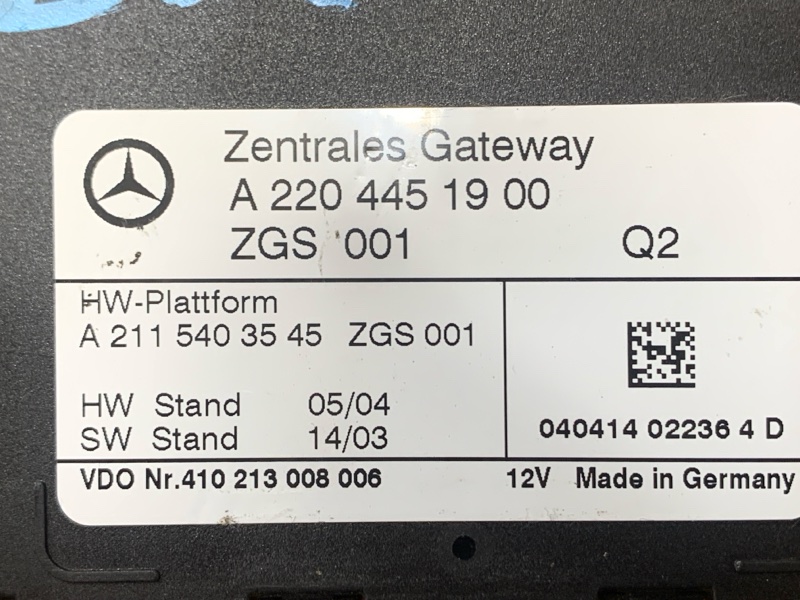 Zentrales Gateway
A 220 445 19 00
ZGS 001 Q2
HW-Plattform
A 211 540 35 45 ZGS 001
HW Stand 05/04
SW Stand 14/03
040414 02236 4 D
VDO Nr.410 213 008 006 12V Made in Germany